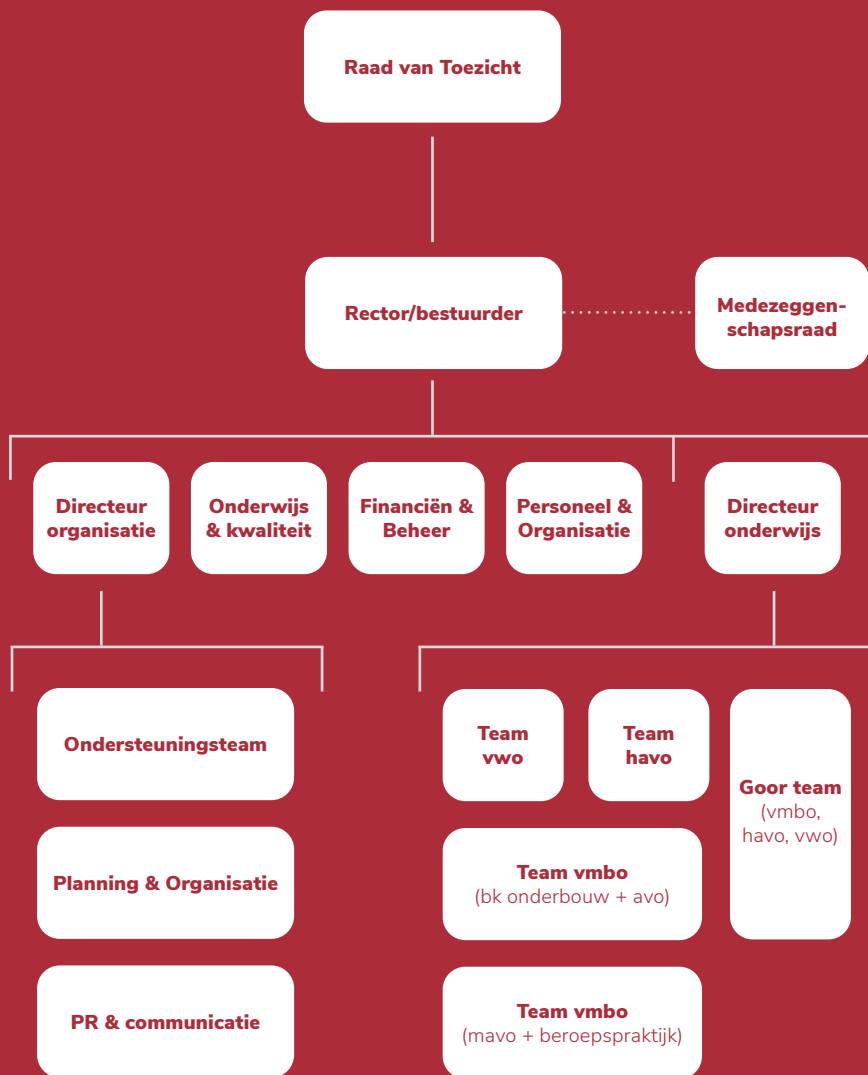 Raad van Toezicht
Rector/bestuurder
Medezeggen-
schapsraad
Directeur
organisatie
Onderwijs
& kwaliteit
Financiën &
Beheer
Personeel &
Organisatie
Directeur
onderwijs
Ondersteuningsteam
Planning & Organisatie
PR & communicatie
Team
vwo
Team
havo
Goor team
(vmbo,
havo, vwo)
Team vmbo
(bk onderbouw + avo)
Team vmbo
(mavo + beroepspraktijk)